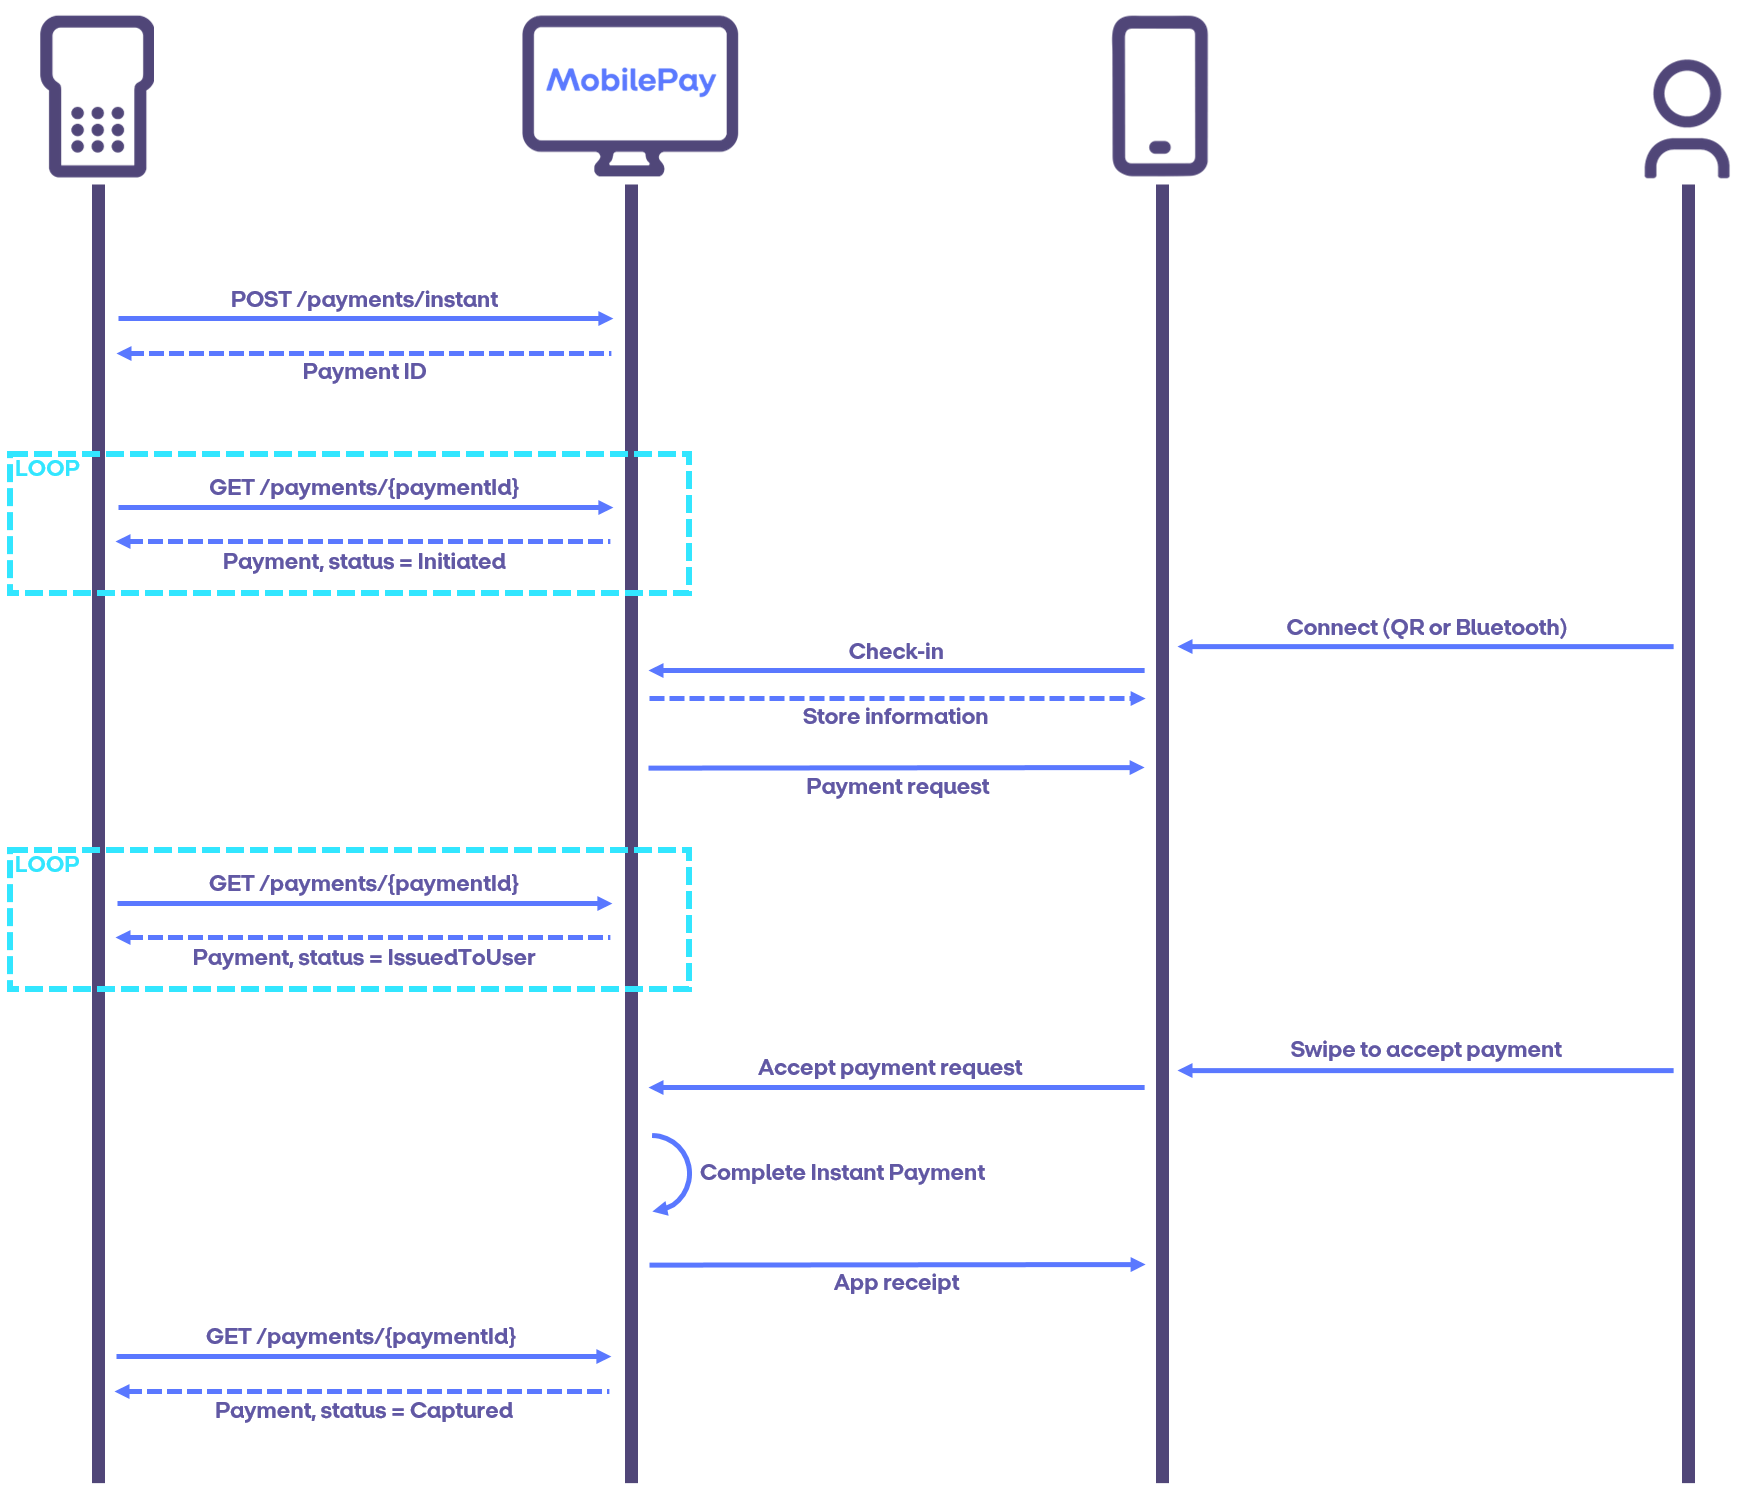 MobilePay
POST /payments/instant
Payment ID
LOOP
GET /payments/{paymentId}
Payment, status = Initiated
Connect (QR or Bluetooth)
Check-in
Store information
Payment request
LOOP
GET /payments/{paymentId}
Payment, status = IssuedToUser
Swipe to accept payment
Accept payment request
Complete Instant Payment
App receipt
GET /payments/{paymentId}
Payment, status = Captured